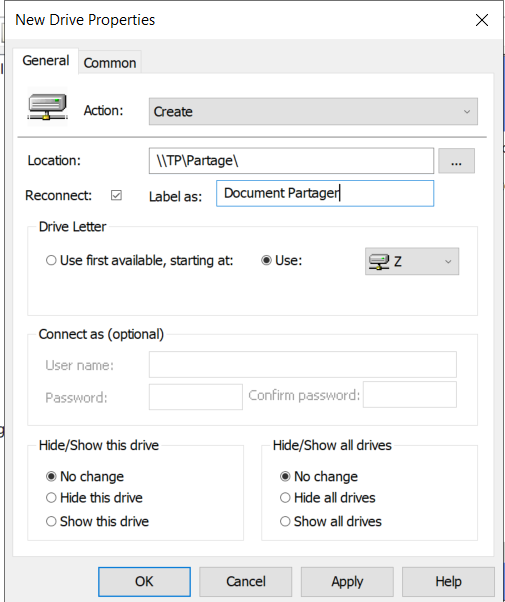 New Drive Properties
General Common
Action: Create
Location: \\TP\Partage\ ...
Reconnect: Label as: Document Partager
Drive Letter
Use first available, starting at: Use: Z
Connect as (optional)
User name:
Password: Confirm password:
Hide/Show this drive Hide/Show all drives
No change No change
Hide this drive Hide all drives
Show this drive Show all drives
OK Cancel Apply Help